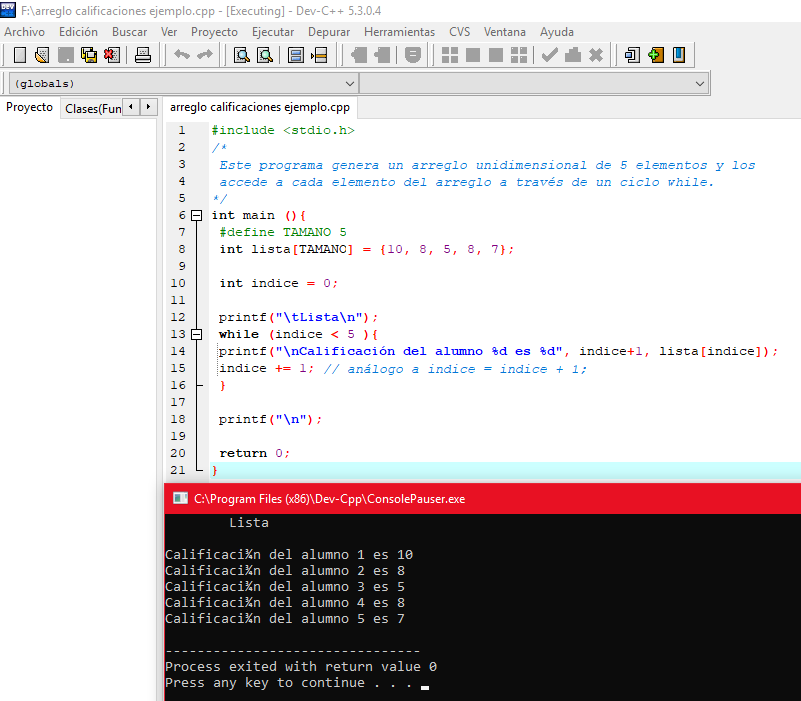 F:\arreglo calificaciones ejemplo.cpp - [Executing] - Dev-C++ 5.3.0.4
Archivo Edición Buscar Ver Proyecto Ejecutar Depurar Herramientas CVS Ventana Ayuda
(globals)
Proyecto Clases(Fun arreglo calificaciones ejemplo.cpp
1 #include <stdio.h>
2 /*
3 Este programa genera un arreglo unidimensional de 5 elementos y los
4 accede a cada elemento del arreglo a través de un ciclo while.
5 */
6 int main (){
7 #define TAMANO 5
8 int lista[TAMANO] = {10, 8, 5, 8, 7};
9
10 int indice = 0;
11
12 printf("\tLista\n");
13 while (indice < 5 ){
14 printf("\nCalificación del alumno %d es %d", indice+1, lista[indice]);
15 indice += 1; // análogo a indice = indice + 1;
16 }
17
18 printf("\n");
19
20 return 0;
21 }
C:\Program Files (x86)\Dev-Cpp\ConsolePauser.exe
Lista
Calificaci¾n del alumno 1 es 10
Calificaci¾n del alumno 2 es 8
Calificaci¾n del alumno 3 es 5
Calificaci¾n del alumno 4 es 8
Calificaci¾n del alumno 5 es 7
--------------------------------
Process exited with return value 0
Press any key to continue . . .